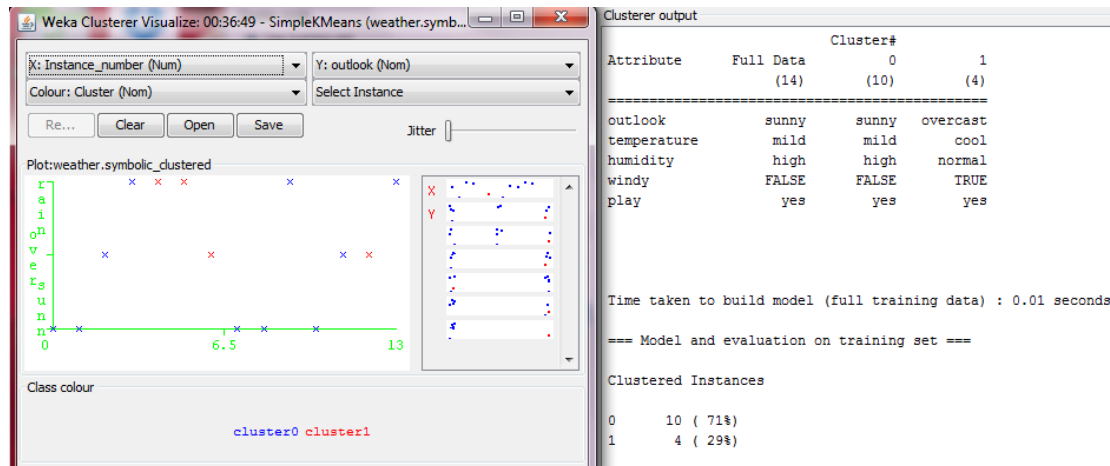 Weka Clusterer Visualize: 00:36:49 - SimpleKMeans (weather.symb...
X: Instance_number (Num)
Y: outlook (Nom)
Colour: Cluster (Nom)
Select Instance
Re...
Clear
Open
Save
Jitter
Plot:weather.symbolic_clustered
0
6.5
13
X
Y
Class colour
cluster0 cluster1
Clusterer output
Cluster#
Attribute Full Data 0 1
(14) (10) (4)
==============================================
outlook sunny sunny overcast
temperature mild mild cool
humidity high high normal
windy FALSE FALSE TRUE
play yes yes yes
Time taken to build model (full training data) : 0.01 seconds
=== Model and evaluation on training set ===
Clustered Instances
0 10 ( 71%)
1 4 ( 29%)